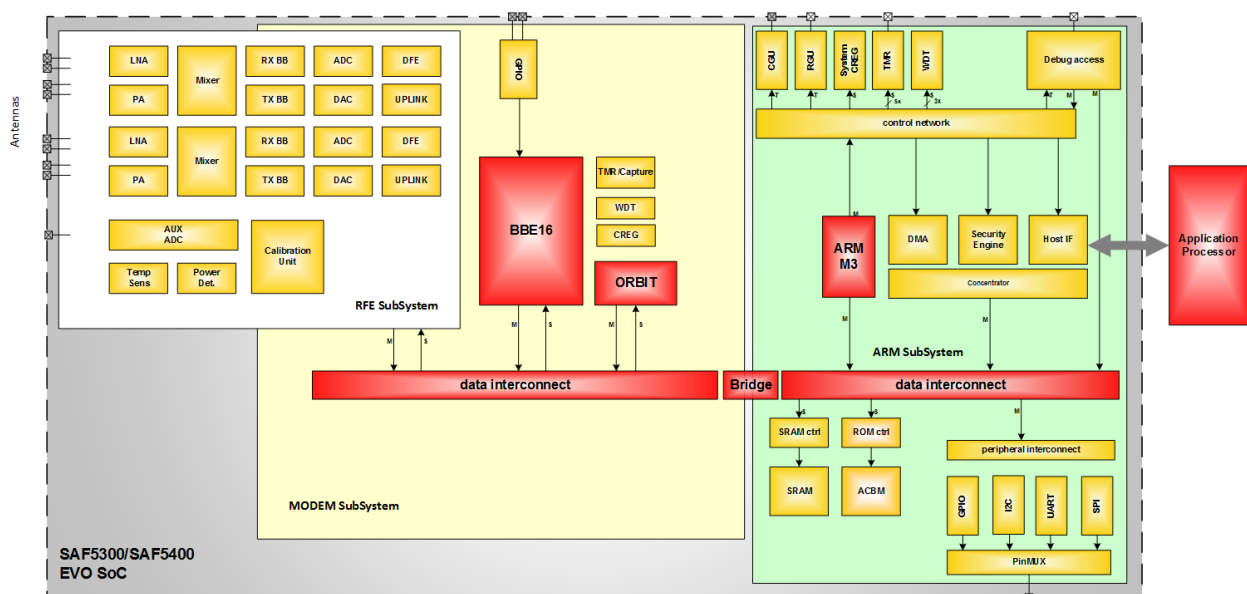 Antennas
LNA
Mixer
RX BB
ADC
DFE
PA
TX BB
DAC
UPLINK
LNA
Mixer
RX BB
ADC
DFE
PA
TX BB
DAC
UPLINK
AUX
ADC
Calibration
Unit
Temp
Sens
Power
Det.
RFE SubSystem
GPIO
BBE16
TMR/Capture
WDT
CREG
ORBIT
M
S
M
S
M
S
data interconnect
MODEM SubSystem
Bridge
CGU
RGU
System
CREG
TMR
WDT
Debug access
T
T
S
S
5x
S
3x
T
M
M
control network
M
ARM
M3
DMA
Security
Engine
Host IF
Concentrator
M
M
ARM SubSystem
data interconnect
S
S
M
SRAM ctrl
ROM ctrl
peripheral interconnect
SRAM
ACBM
GPIO
I2C
UART
SPI
PinMUX
Application
Processor
SAF5300/SAF5400
EVO SoC